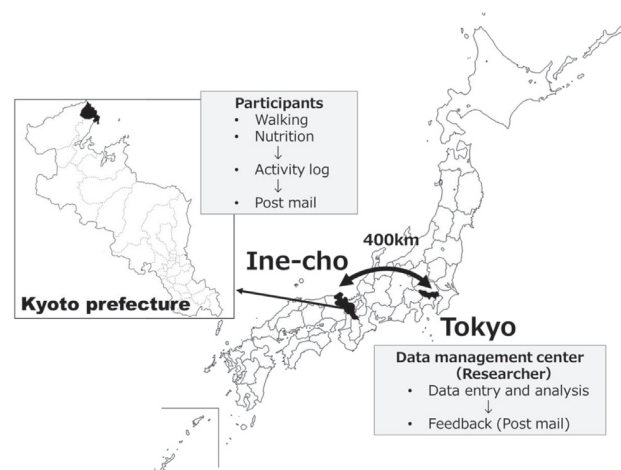 Participants
• Walking
• Nutrition
↓
• Activity log
↓
• Post mail
400km
Ine-cho
Kyoto prefecture
Tokyo
Data management center
(Researcher)
• Data entry and analysis
↓
• Feedback (Post mail)